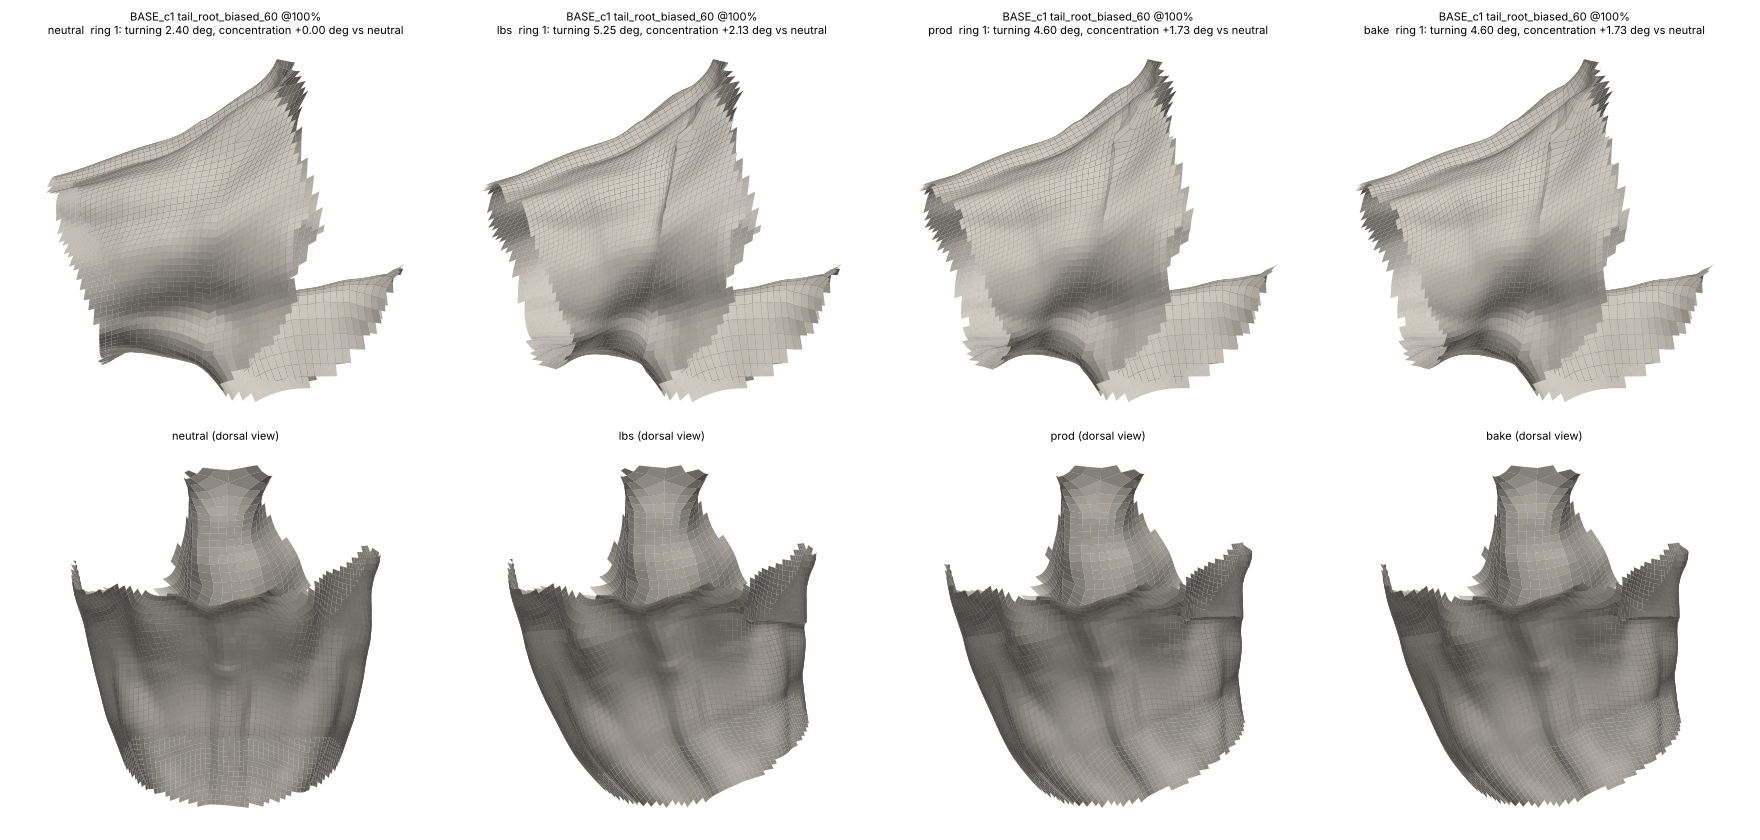 BASE_c1 tail_root_biased_60 @100%
neutral  ring 1: turning 2.40 deg, concentration +0.00 deg vs neutral
BASE_c1 tail_root_biased_60 @100%
lbs  ring 1: turning 5.25 deg, concentration +2.13 deg vs neutral
BASE_c1 tail_root_biased_60 @100%
prod  ring 1: turning 4.60 deg, concentration +1.73 deg vs neutral
BASE_c1 tail_root_biased_60 @100%
bake  ring 1: turning 4.60 deg, concentration +1.73 deg vs neutral
neutral (dorsal view)
lbs (dorsal view)
prod (dorsal view)
bake (dorsal view)